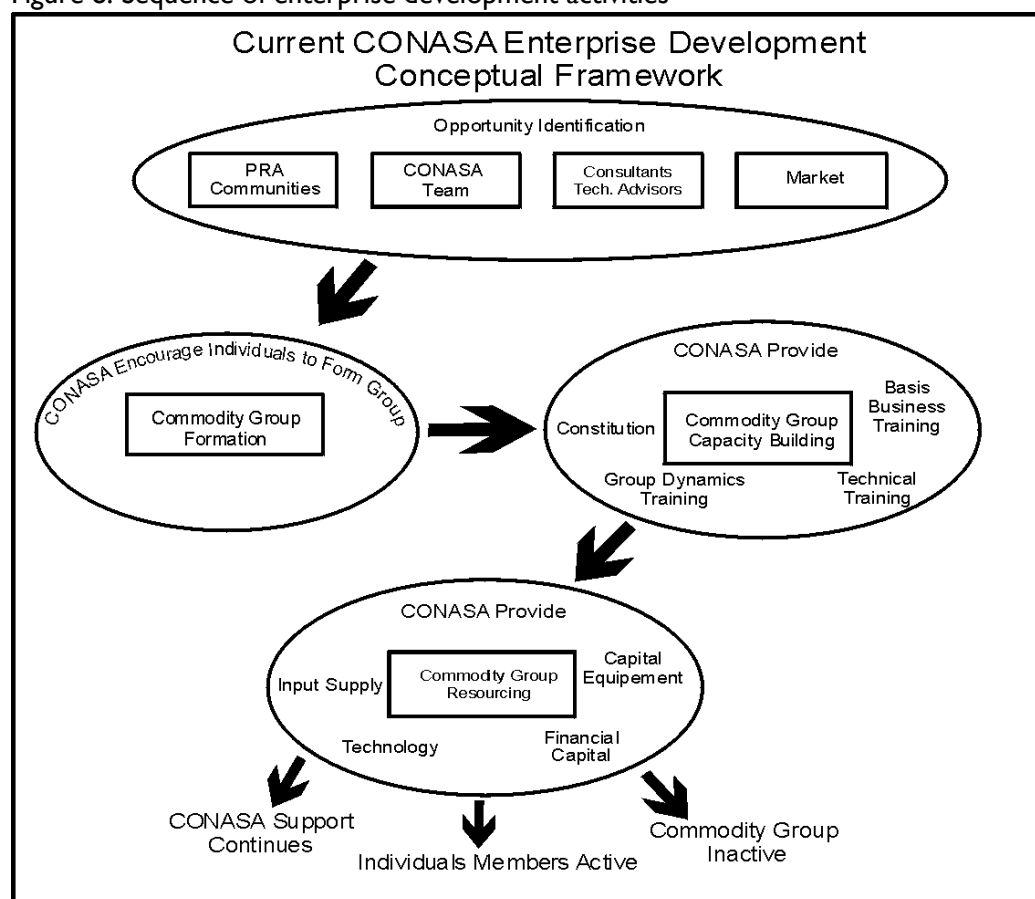 Figure 6: Sequence of enterprise development activities
Current CONASA Enterprise Development
Conceptual Framework
Opportunity Identification
PRA
Communities
CONASA
Team
Consultants
Tech. Advisors
Market
CONASA Encourage Individuals to Form Group
Commodity Group
Formation
CONASA Provide
Constitution
Commodity Group
Capacity Building
Basis
Business
Training
Group Dynamics
Training
Technical
Training
CONASA Provide
Input Supply
Commodity Group
Resourcing
Capital
Equipement
Technology
Financial
Capital
CONASA Support
Continues
Individuals Members Active
Commodity Group
Inactive